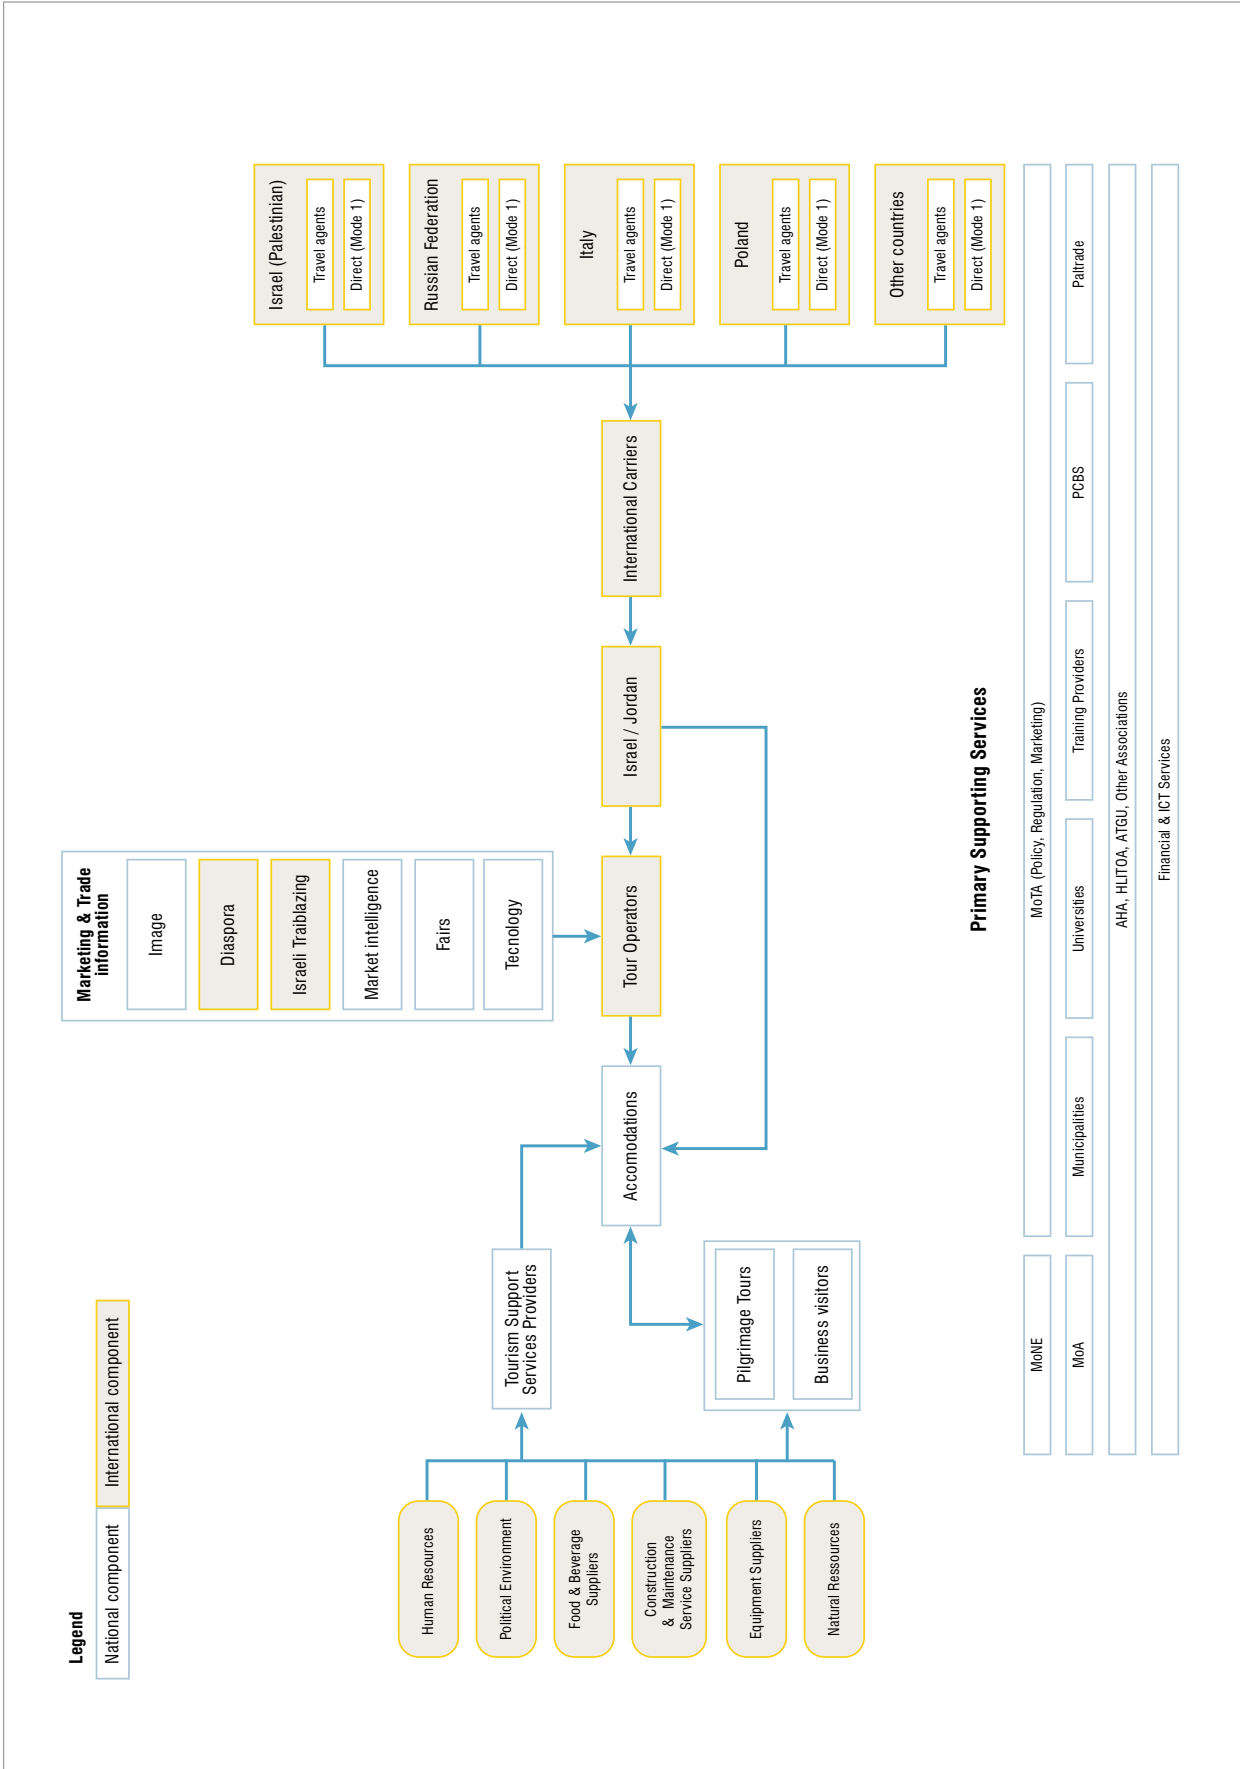 Legend
National component
International component
Marketing & Trade
information
Image
Diaspora
Israeli Traiblazing
Market intelligence
Fairs
Tecnology
Human Resources
Political Environment
Food & Beverage
Suppliers
Construction
& Maintenance
Service Suppliers
Equipment Suppliers
Natural Ressources
Tourism Support
Services Providers
Pilgrimage Tours
Business visitors
Accomodations
Tour Operators
Israel / Jordan
International Carriers
Israel (Palestinian)
Travel agents
Direct (Mode 1)
Russian Federation
Travel agents
Direct (Mode 1)
Italy
Travel agents
Direct (Mode 1)
Poland
Travel agents
Direct (Mode 1)
Other countries
Travel agents
Direct (Mode 1)
Primary Supporting Services
MoNE
MoTA (Policy, Regulation, Marketing)
MoA
Municipalities
Universities
Training Providers
PCBS
Paltrade
AHA, HLITOA, ATGU, Other Associations
Financial & ICT Services